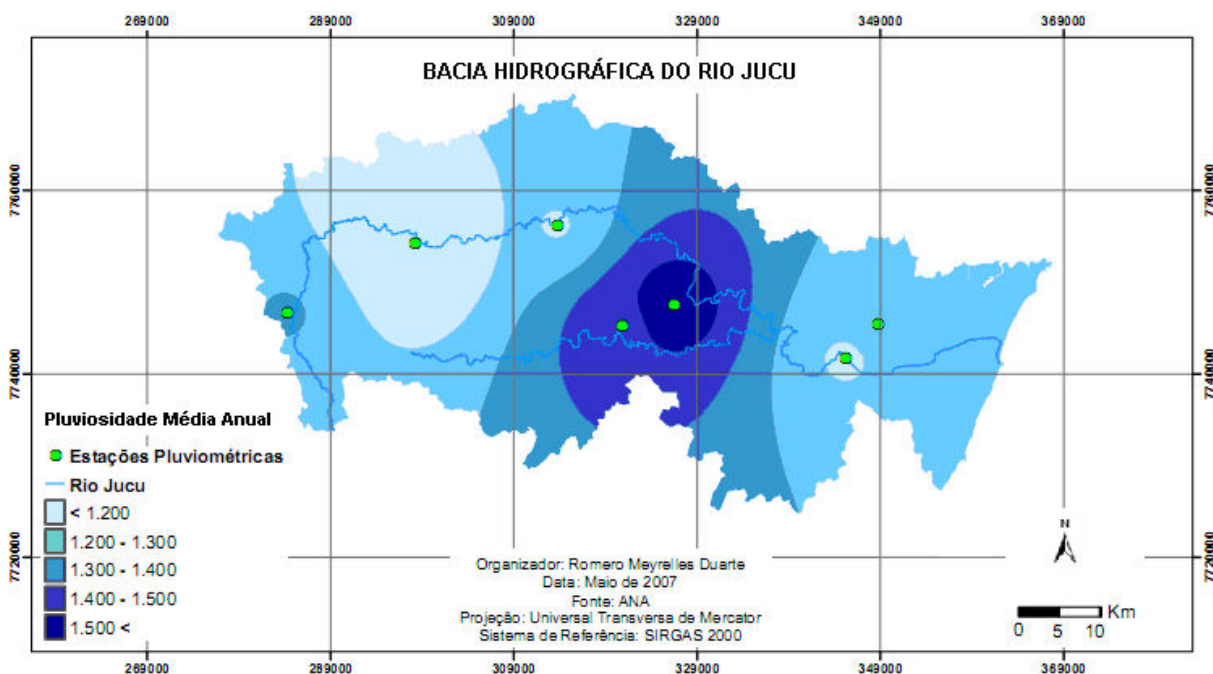 269000 289000 309000 329000 349000 369000
BACIA HIDROGRÁFICA DO RIO JUCU
7760000 7760000
7740000 7740000
Pluviosidade Média Anual
Estações Pluviométricas
Rio Jucu
< 1.200
1.200 - 1.300
1.300 - 1.400
1.400 - 1.500
1.500 <
7720000 7720000
Organizador: Romero Meyrelles Duarte
Data: Maio de 2007
Fonte: ANA
Projeção: Universal Transversa de Mercator
Sistema de Referência: SIRGAS 2000
N
Km
0 5 10
269000 289000 309000 329000 349000 369000